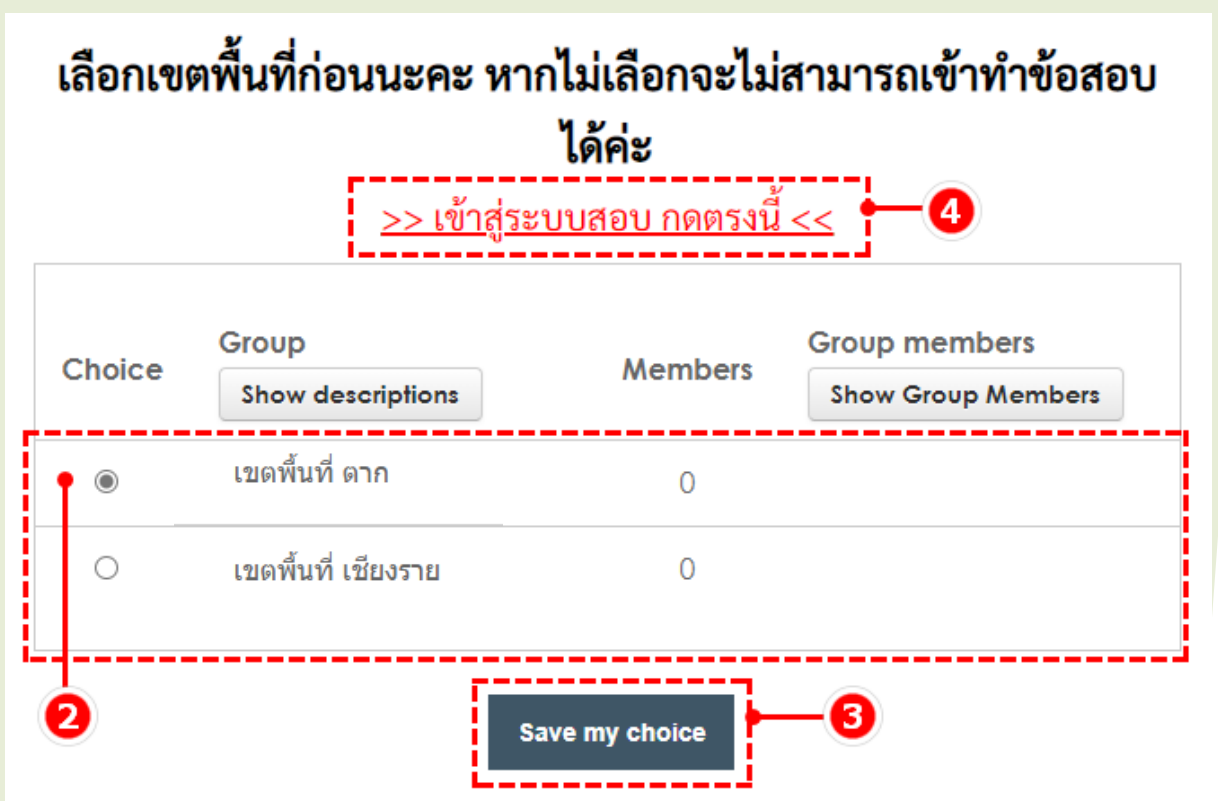 เลือกเขตพื้นที่ก่อนนะคะ หากไม่เลือกจะไม่สามารถเข้าทำข้อสอบ
ได้ค่ะ
>> เข้าสู่ระบบสอบ กดตรงนี้ <<
4
Choice
Group
Show descriptions
Members
Group members
Show Group Members
เขตพื้นที่ ตาก 0
เขตพื้นที่ เชียงราย 0
2
Save my choice
3